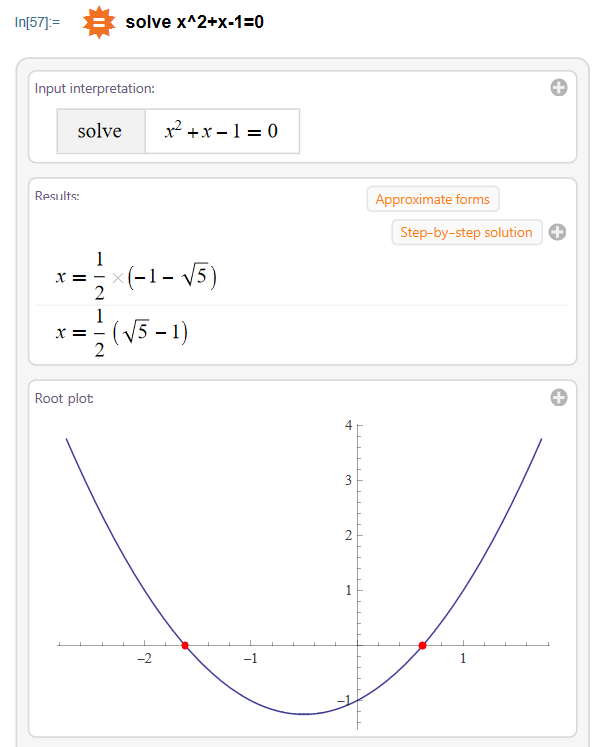 In[57]:= = solve x^2+x-1=0
Input interpretation:
solve x² + x − 1 = 0
Results:
Approximate forms
Step-by-step solution
x = 1/2 × (−1 − √5)
x = 1/2 (√5 − 1)
Root plot:
4
3
2
1
−2 −1 1
−1